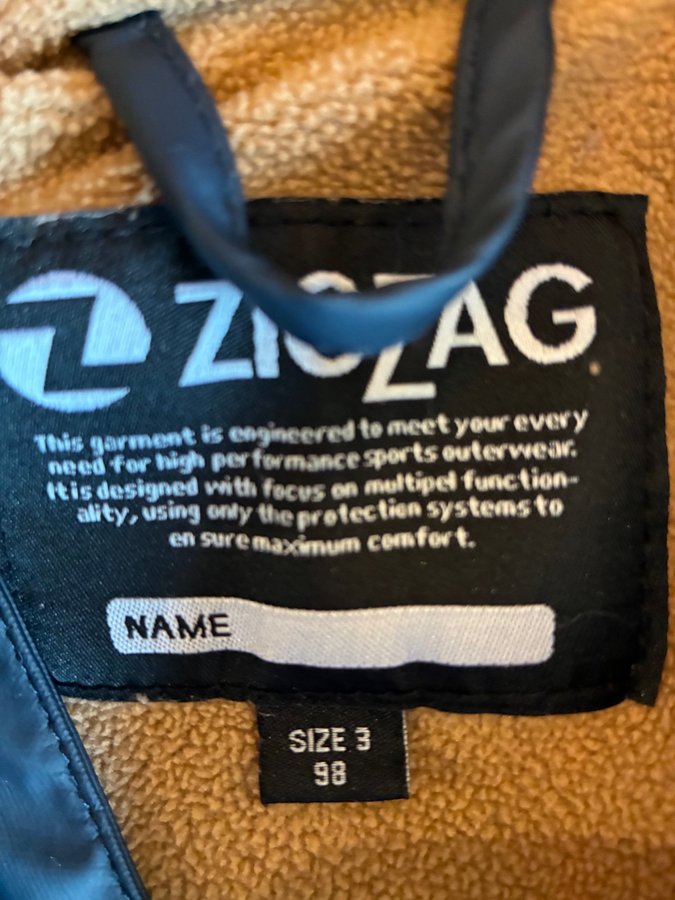 ZIGZAG
This garment is engineered to meet your every
need for high performance sports outerwear.
It is designed with focus on multipel function-
ality, using only the protection systems to
en sure maximum comfort.
NAME
SIZE 3
98